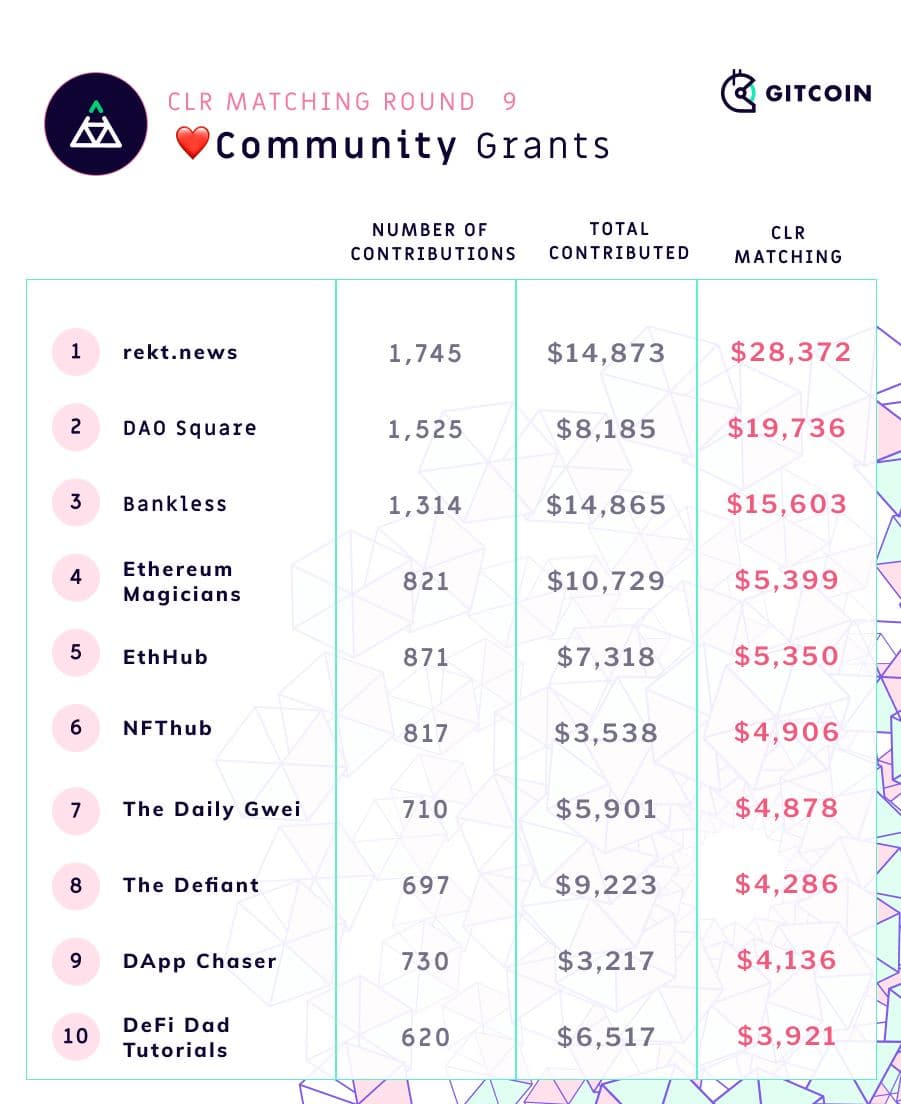 CLR MATCHING ROUND 9
GITCOIN
Community Grants
NUMBER OF
CONTRIBUTIONS
TOTAL
CONTRIBUTED
CLR
MATCHING
1 rekt.news 1,745 $14,873 $28,372
2 DAO Square 1,525 $8,185 $19,736
3 Bankless 1,314 $14,865 $15,603
4 Ethereum
Magicians 821 $10,729 $5,399
5 EthHub 871 $7,318 $5,350
6 NFThub 817 $3,538 $4,906
7 The Daily Gwei 710 $5,901 $4,878
8 The Defiant 697 $9,223 $4,286
9 DApp Chaser 730 $3,217 $4,136
10 DeFi Dad
Tutorials 620 $6,517 $3,921